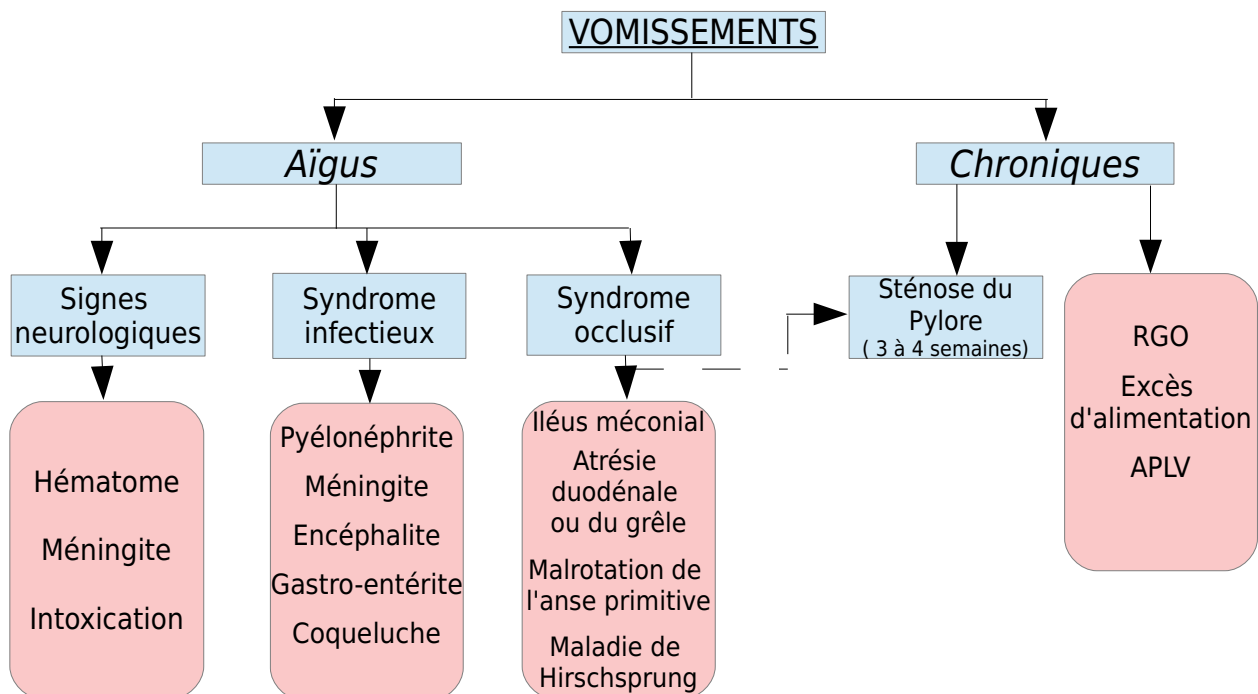 VOMISSEMENTS
Aïgus
Chroniques
Signes
neurologiques
Syndrome
infectieux
Syndrome
occlusif
Sténose du
Pylore
( 3 à 4 semaines)
RGO
Excès
d'alimentation
APLV
Hématome
Méningite
Intoxication
Pyélonéphrite
Méningite
Encéphalite
Gastro-entérite
Coqueluche
Iléus méconial
Atrésie
duodénale
ou du grêle
Malrotation de
l'anse primitive
Maladie de
Hirschsprung